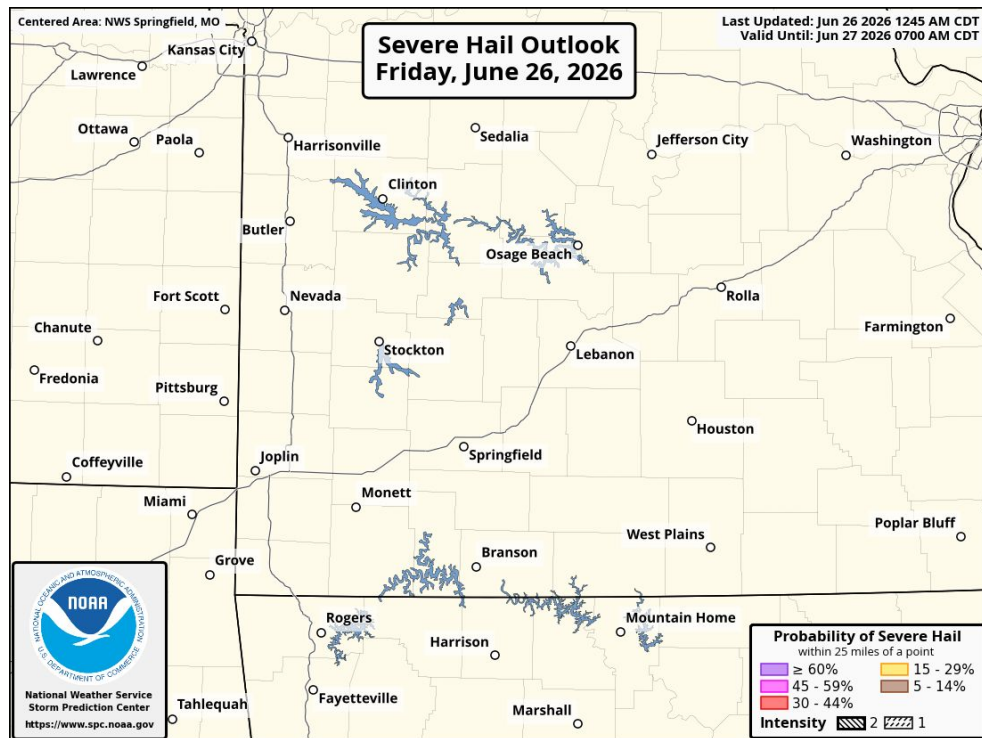 Centered Area: NWS Springfield, MO
Severe Hail Outlook
Friday, June 26, 2026
Last Updated: Jun 26 2026 1245 AM CDT
Valid Until: Jun 27 2026 0700 AM CDT
Kansas City
Lawrence
Ottawa
Paola
Harrisonville
Sedalia
Jefferson City
Washington
Clinton
Butler
Osage Beach
Fort Scott
Nevada
Rolla
Chanute
Farmington
Stockton
Lebanon
Fredonia
Pittsburg
Houston
Coffeyville
Joplin
Springfield
Miami
Monett
Poplar Bluff
West Plains
Branson
Grove
Rogers
Harrison
Mountain Home
Fayetteville
Tahlequah
Marshall
NATIONAL OCEANIC AND ATMOSPHERIC ADMINISTRATION
NOAA
U.S. DEPARTMENT OF COMMERCE
National Weather Service
Storm Prediction Center
https://www.spc.noaa.gov
Probability of Severe Hail
within 25 miles of a point
≥ 60% 15 - 29%
45 - 59% 5 - 14%
30 - 44%
Intensity 2 1